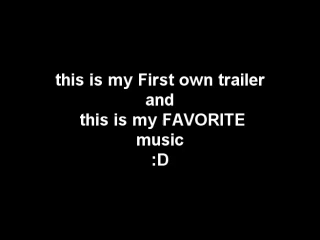 this is my First own trailer
and
this is my FAVORITE
music
:D